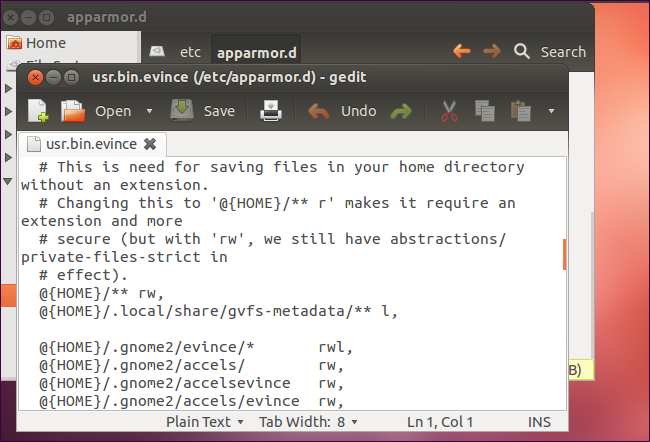 apparmor.d
Home
etc apparmor.d Search
usr.bin.evince (/etc/apparmor.d) - gedit
Open Save Undo
usr.bin.evince
# This is need for saving files in your home directory
without an extension.
# Changing this to '@{HOME}/** r' makes it require an
extension and more
# secure (but with 'rw', we still have abstractions/
private-files-strict in
# effect).
@{HOME}/** rw,
@{HOME}/.local/share/gvfs-metadata/** l,
@{HOME}/.gnome2/evince/* rwl,
@{HOME}/.gnome2/accels/ rw,
@{HOME}/.gnome2/accelsevince rw,
@{HOME}/.gnome2/accels/evince rw,
B)
Plain Text Tab Width: 8 Ln 1, Col 1 INS